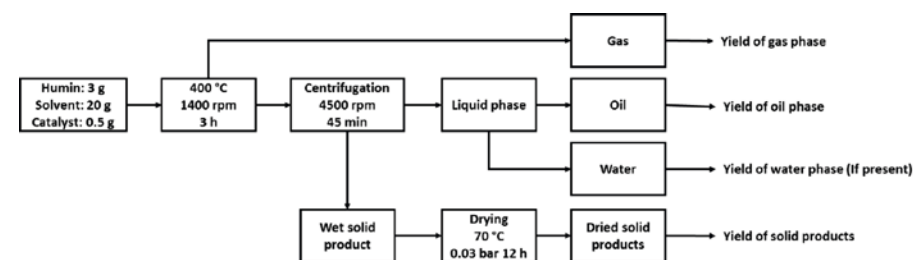 Gas
Yield of gas phase
Humin: 3 g
Solvent: 20 g
Catalyst: 0.5 g
400 °C
1400 rpm
3 h
Centrifugation
4500 rpm
45 min
Liquid phase
Oil
Yield of oil phase
Water
Yield of water phase (If present)
Wet solid
product
Drying
70 °C
0.03 bar 12 h
Dried solid
products
Yield of solid products